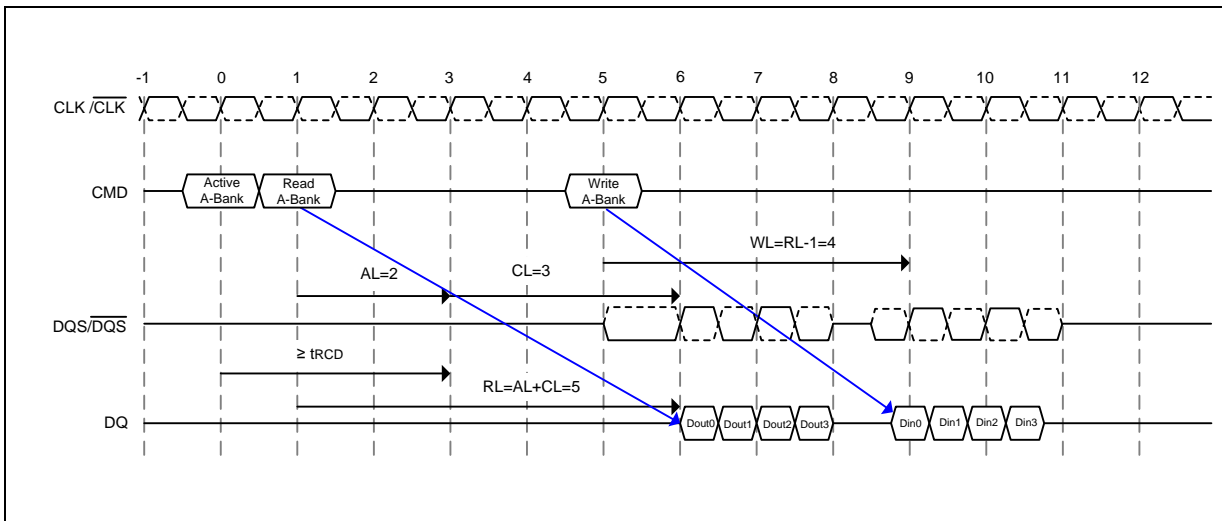 -1 0 1 2 3 4 5 6 7 8 9 10 11 12
CLK /CLK
CMD
Active
A-Bank
Read
A-Bank
Write
A-Bank
WL=RL-1=4
AL=2
CL=3
DQS/DQS
≥ tRCD
RL=AL+CL=5
DQ
Dout0 Dout1 Dout2 Dout3 Din0 Din1 Din2 Din3